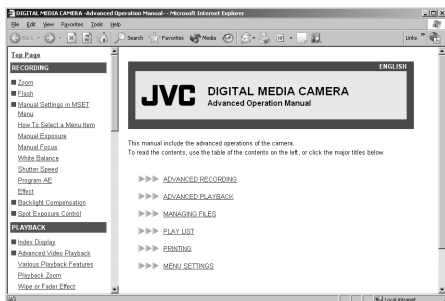 DIGITAL MEDIA CAMERA -Advanced Operation Manual- - Microsoft Internet Explorer
File Edit View Favorites Tools Help
Back Search Favorites Media Links
Top Page
RECORDING
Zoom
Flash
Manual Settings in MSET
Menu
How To Select a Menu Item
Manual Exposure
Manual Focus
White Balance
Shutter Speed
Program AE
Effect
Backlight Compensation
Spot Exposure Control
PLAYBACK
Index Display
Advanced Video Playback
Various Playback Features
Playback Zoom
Wipe or Fader Effect
ENGLISH
JVC
DIGITAL MEDIA CAMERA
Advanced Operation Manual
This manual include the advanced operations of the camera.
To read the contents, use the table of the contents on the left, or click the major titles below.
ADVANCED RECORDING
ADVANCED PLAYBACK
MANAGING FILES
PLAY LIST
PRINTING
MENU SETTINGS
Local intranet